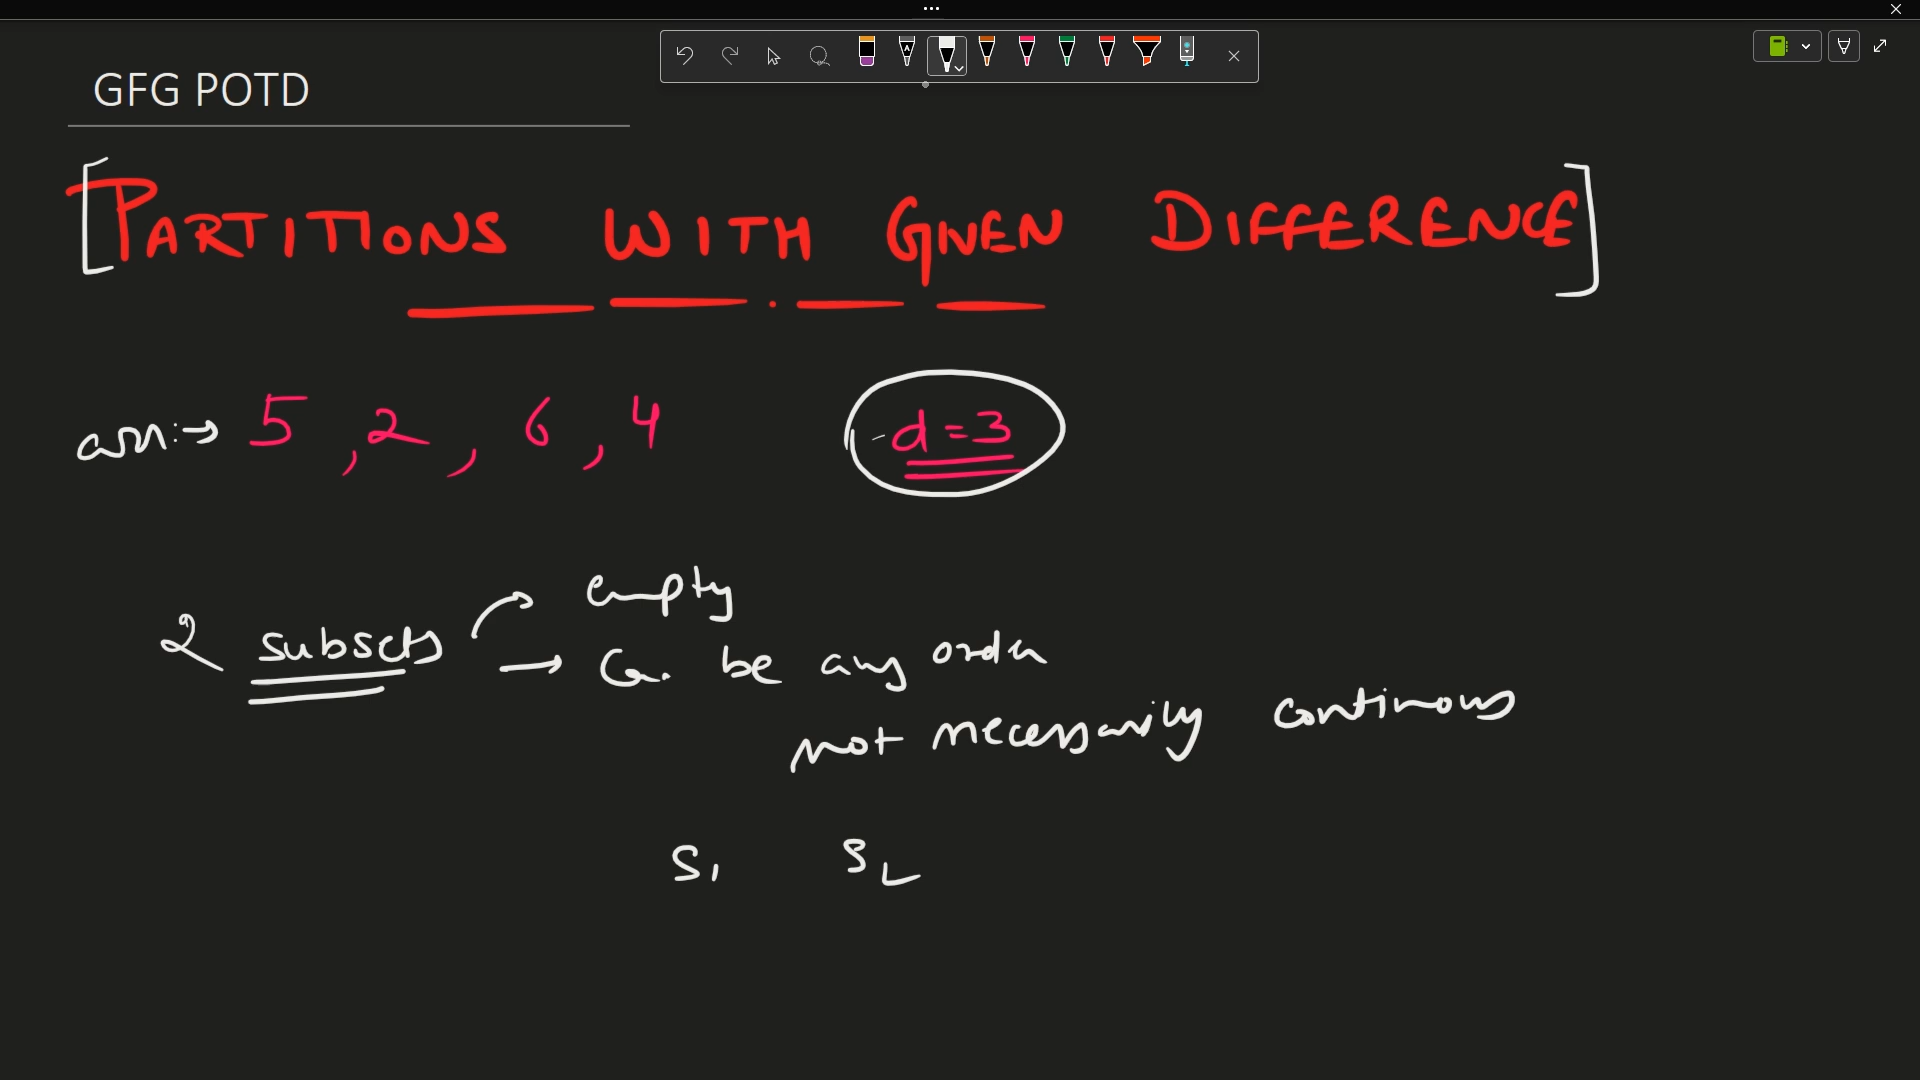 GFG POTD
[PARTITIONS WITH GIVEN DIFFERENCE]
arr:→ 5, 2, 6, 4 d=3
2 subsets → empty
→ Can be any order
not necessarily continous
S1 S2